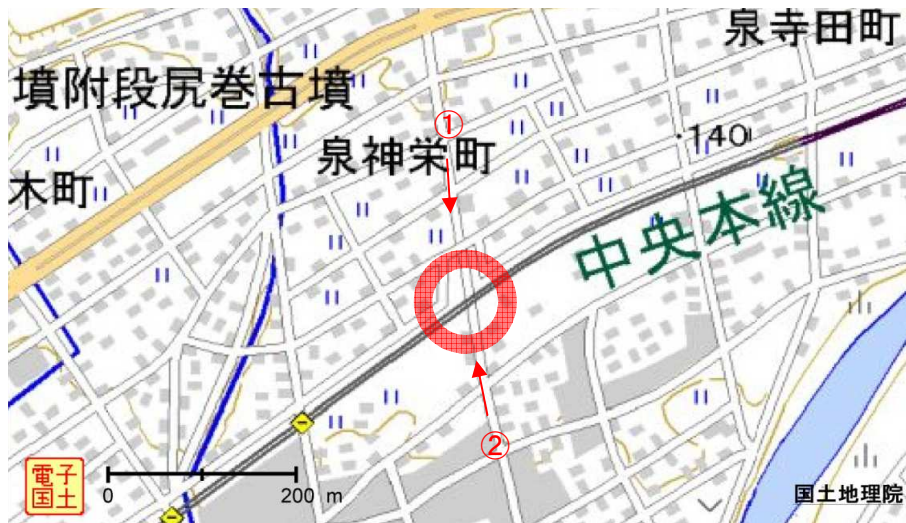 泉寺田町
墳附段尻巻古墳
①
140
泉神栄町
木町
中央本線
②
電子
国土
0
200 m
国土地理院